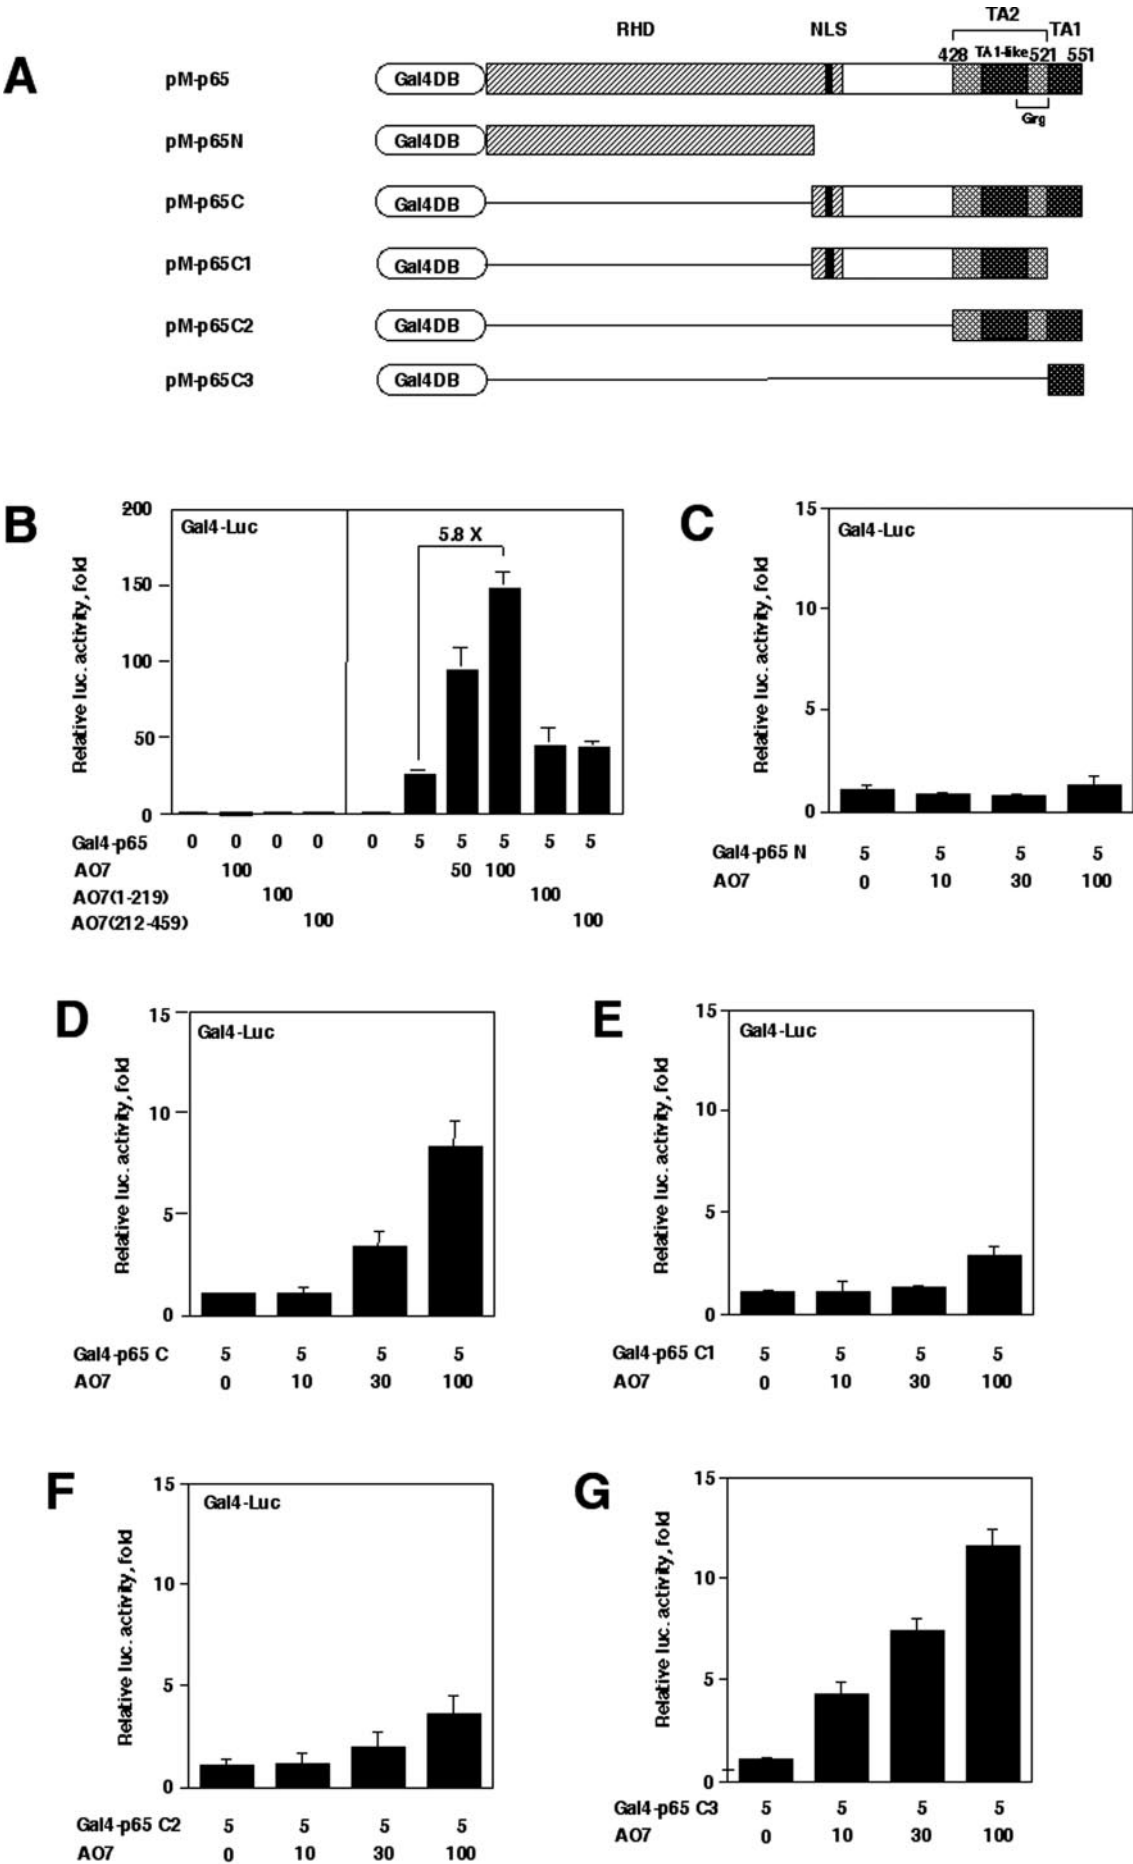 A
RHD NLS TA2 TA1
428 TA1-like 521 551
pM-p65 Gal4DB
Grg
pM-p65N Gal4DB
pM-p65C Gal4DB
pM-p65C1 Gal4DB
pM-p65C2 Gal4DB
pM-p65C3 Gal4DB
B
Gal4-Luc
5.8 X
Relative luc. activity, fold
200
150
100
50
0
Gal4-p65 0 0 0 0 0 5 5 5 5 5
AO7 100 50 100
AO7(1-219) 100 100
AO7(212-459) 100 100
C
Gal4-Luc
Relative luc. activity, fold
15
10
5
0
Gal4-p65 N 5 5 5 5
AO7 0 10 30 100
D
Gal4-Luc
Relative luc. activity, fold
15
10
5
0
Gal4-p65 C 5 5 5 5
AO7 0 10 30 100
E
Gal4-Luc
Relative luc. activity, fold
15
10
5
0
Gal4-p65 C1 5 5 5 5
AO7 0 10 30 100
F
Gal4-Luc
Relative luc. activity, fold
15
10
5
0
Gal4-p65 C2 5 5 5 5
AO7 0 10 30 100
G
Relative luc. activity, fold
15
10
5
0
Gal4-p65 C3 5 5 5 5
AO7 0 10 30 100